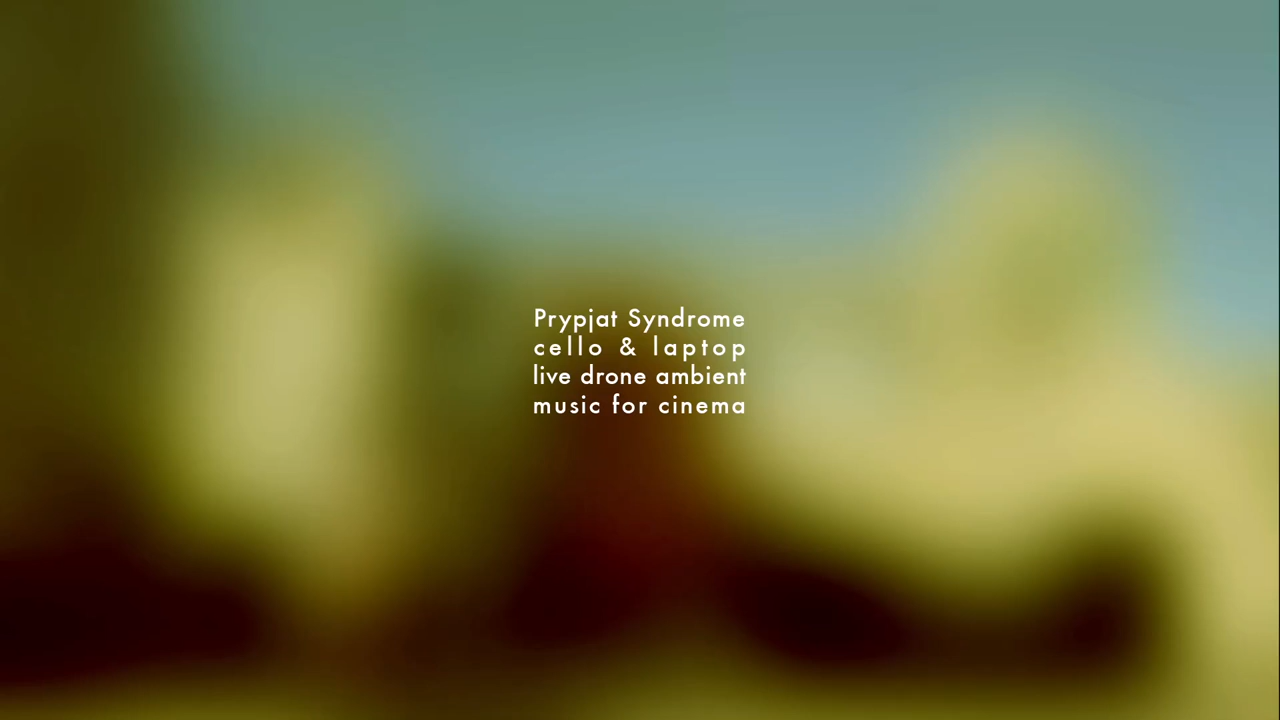 Prypjat Syndrome
cello & laptop
live drone ambient
music for cinema